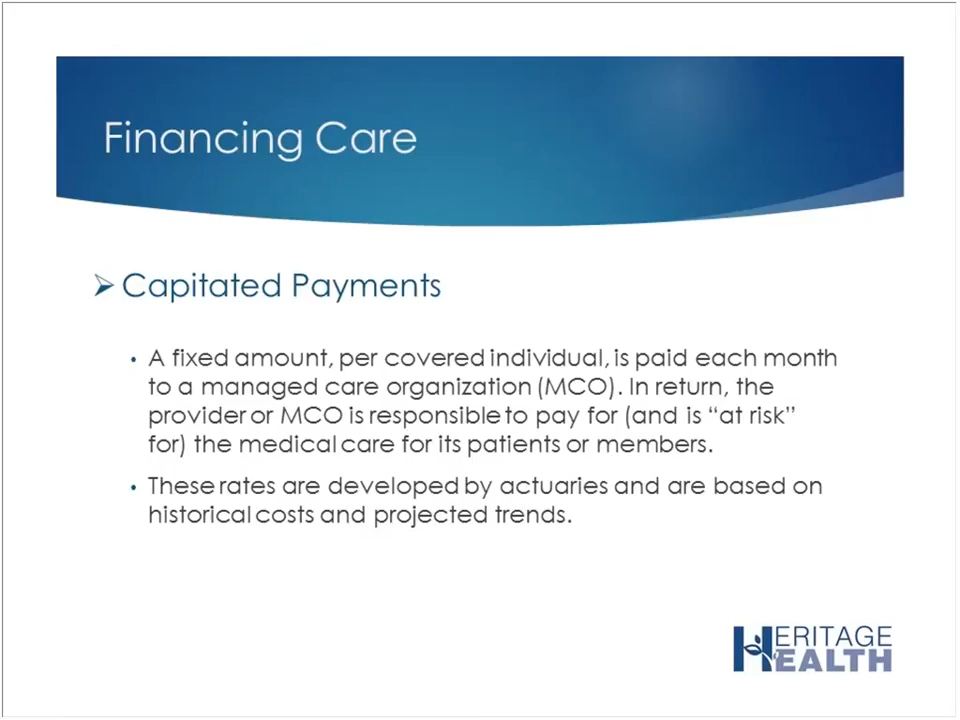 Financing Care
➢ Capitated Payments
• A fixed amount, per covered individual, is paid each month
to a managed care organization (MCO). In return, the
provider or MCO is responsible to pay for (and is “at risk”
for) the medical care for its patients or members.
• These rates are developed by actuaries and are based on
historical costs and projected trends.
HERITAGE
HEALTH